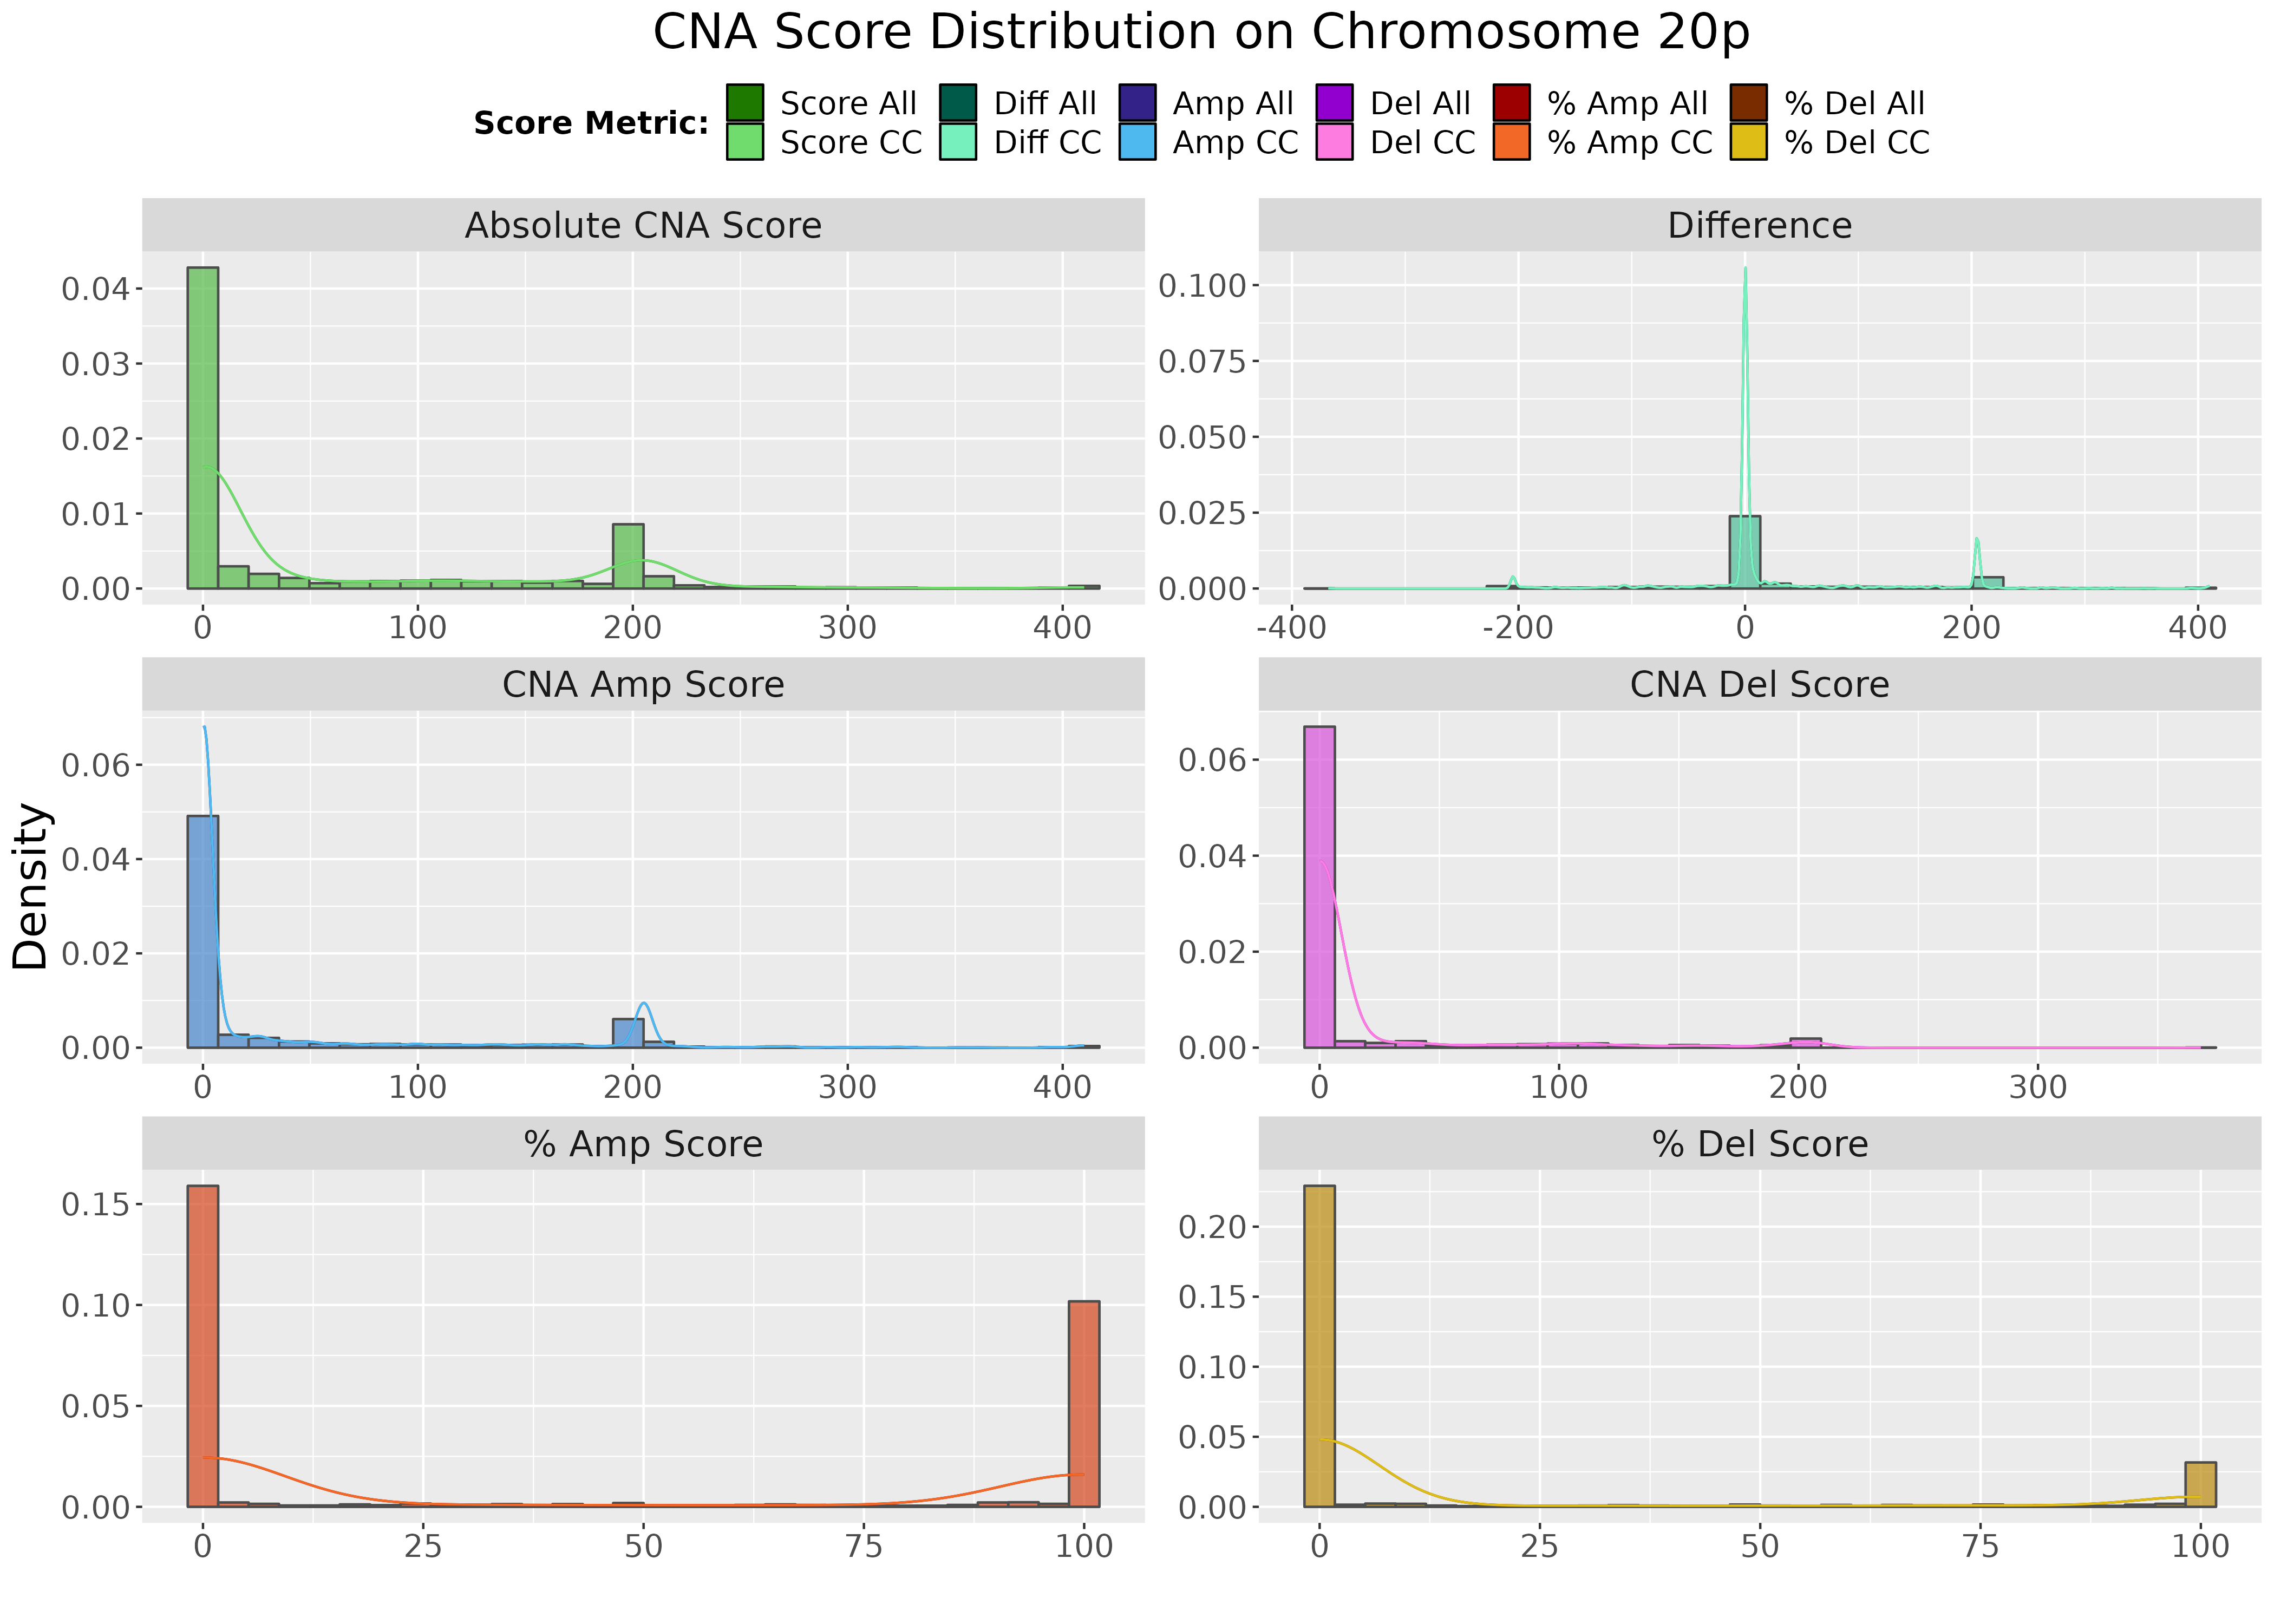 CNA Score Distribution on Chromosome 20p
Score Metric:
Score All Diff All Amp All Del All % Amp All % Del All
Score CC Diff CC Amp CC Del CC % Amp CC % Del CC
Absolute CNA Score
0.04
0.03
0.02
0.01
0.00
0 100 200 300 400
Difference
0.100
0.075
0.050
0.025
0.000
-400 -200 0 200 400
Density
CNA Amp Score
0.06
0.04
0.02
0.00
0 100 200 300 400
CNA Del Score
0.06
0.04
0.02
0.00
0 100 200 300
% Amp Score
0.15
0.10
0.05
0.00
0 25 50 75 100
% Del Score
0.20
0.15
0.10
0.05
0.00
0 25 50 75 100